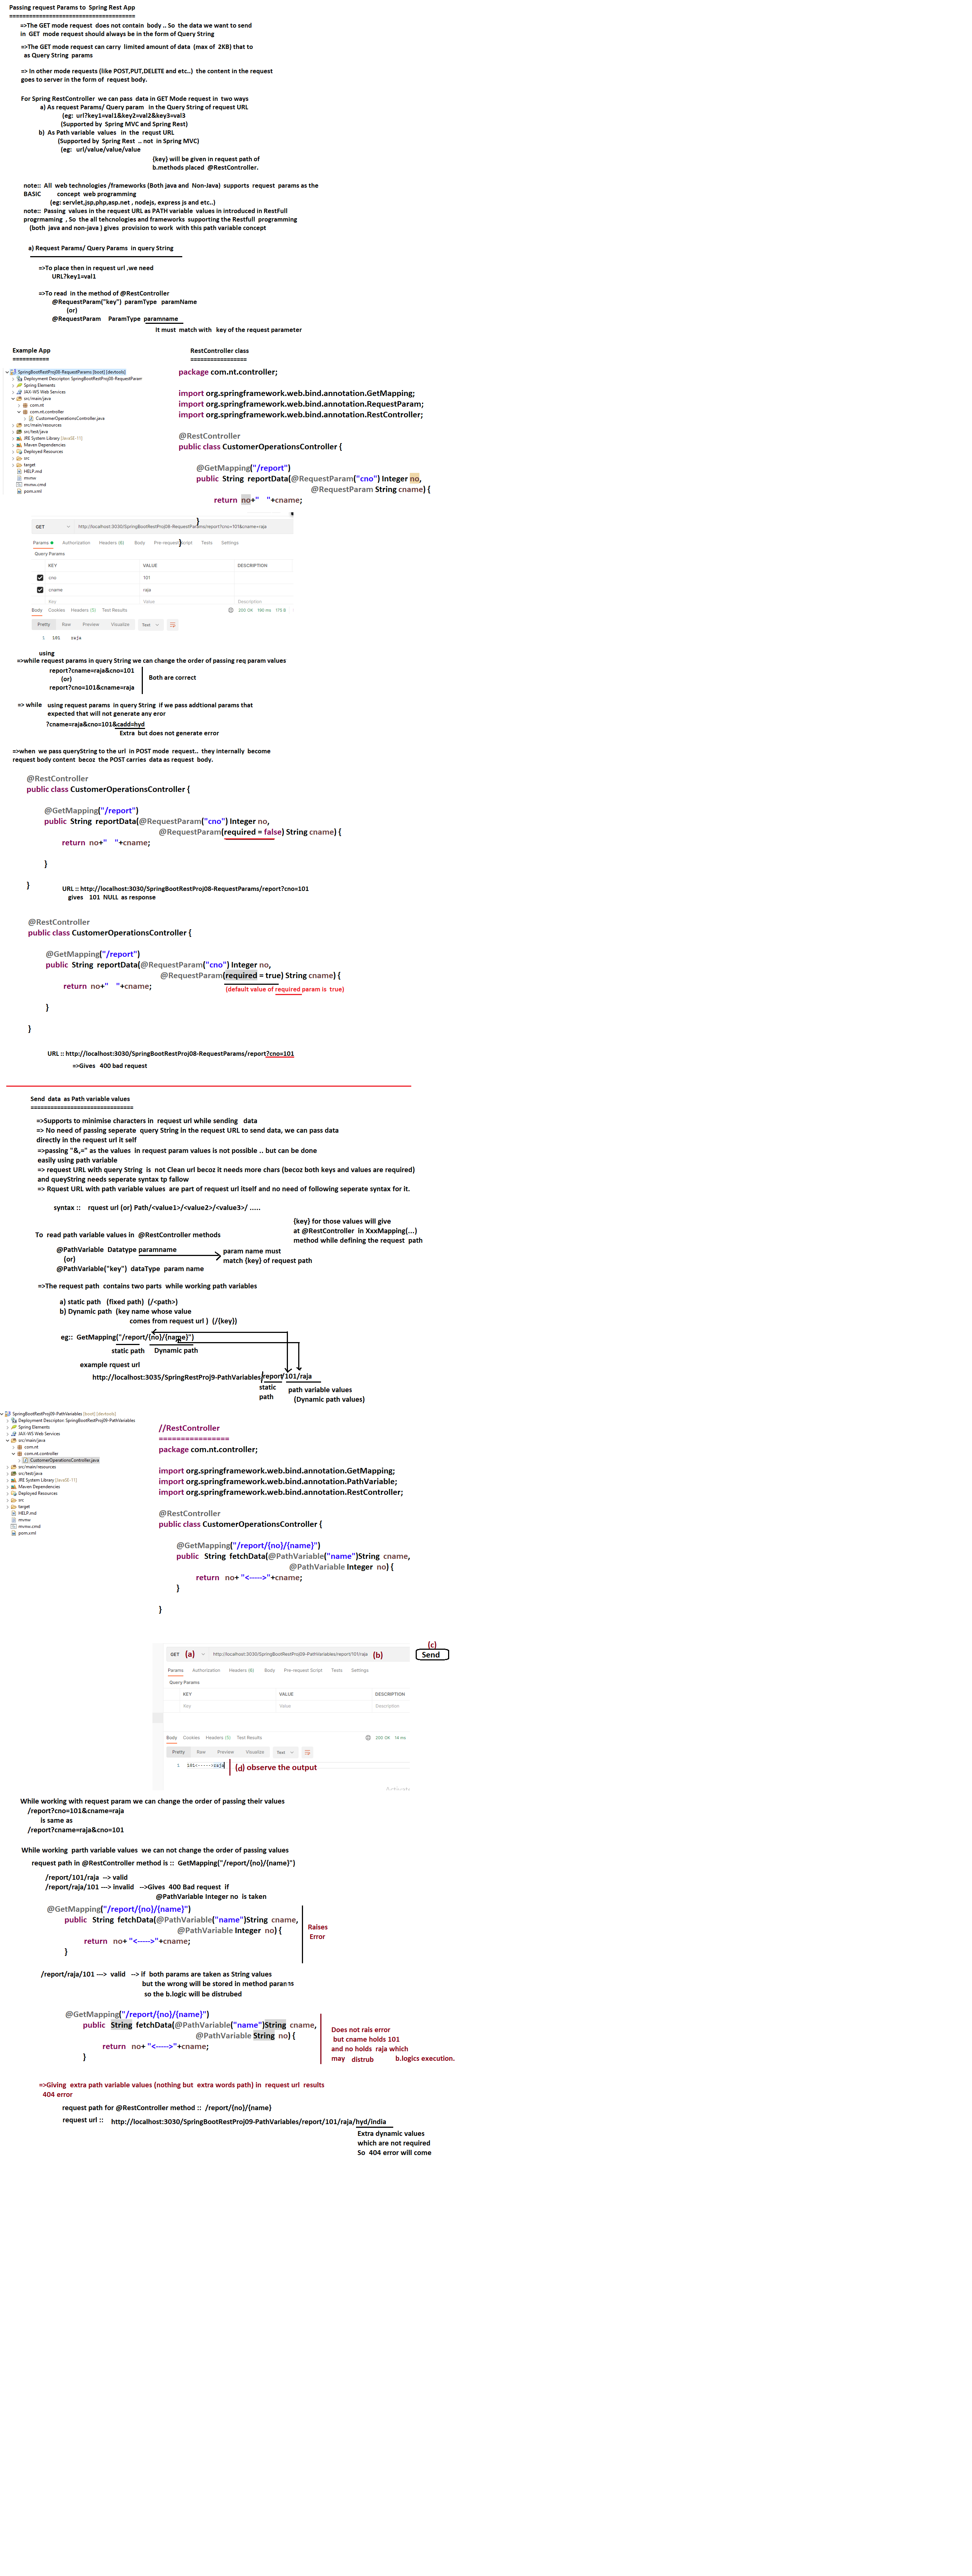 Passing request Params to  Spring Rest App
======================================
=>The GET mode request  does not contain  body .. So  the data we want to send
in  GET  mode request should always be in the form of Query String
=>The GET mode request can carry  limited amount of data  (max of  2KB) that to
as Query String  params
=> In other mode requests (like POST,PUT,DELETE and etc..)  the content in the request
goes to server in the form of  request body.
For Spring RestController  we can pass  data in GET Mode request in  two ways
a) As request Params/ Query param   in the Query String of request URL
(eg:  url?key1=val1&key2=val2&key3=val3
(Supported by  Spring MVC and Spring Rest)
b)  As Path variable  values   in  the requst URL
(Supported by  Spring Rest  .. not  in Spring MVC)
(eg:   url/value/value/value
{key} will be given in request path of
b.methods placed  @RestController.
note::  All  web technologies /frameworks (Both java and  Non-Java)  supports  request  params as the
BASIC        concept  web programming
(eg: servlet,jsp,php,asp.net , nodejs, express js and etc..)
note::  Passing  values in the request URL as PATH variable  values in introduced in RestFull
progrmaming  , So  the all tehcnologies and frameworks  supporting the Restfull  programming
(both  java and non-java ) gives  provision to work  with this path variable concept
a) Request Params/ Query Params  in query String
=>To place then in request url ,we need
URL?key1=val1
=>To read  in the method of @RestController
@RequestParam("key")  paramType   paramName
(or)
@RequestParam    ParamType  paramname
It must  match with   key of the request parameter
Example App
===========
RestController class
=================
SpringBootRestProj08-RequestParams [boot] [devtools]
Deployment Descriptor: SpringBootRestProj08-RequestParam
Spring Elements
JAX-WS Web Services
src/main/java
com.nt
com.nt.controller
CustomerOperationsController.java
src/main/resources
src/test/java
JRE System Library [JavaSE-11]
Maven Dependencies
Deployed Resources
src
target
HELP.md
mvnw
mvnw.cmd
pom.xml
package com.nt.controller;
import org.springframework.web.bind.annotation.GetMapping;
import org.springframework.web.bind.annotation.RequestParam;
import org.springframework.web.bind.annotation.RestController;
@RestController
public class CustomerOperationsController {
@GetMapping("/report")
public  String  reportData(@RequestParam("cno") Integer no,
@RequestParam String cname) {
return  no+"    "+cname;
}
GET
http://localhost:3030/SpringBootRestProj08-RequestParams/report?cno=101&cname=raja
}
Params
Authorization
Headers (6)
Body
Pre-request Script
Tests
Settings
Query Params
KEY
VALUE
DESCRIPTION
cno
101
cname
raja
Key
Value
Description
Body
Cookies
Headers (5)
Test Results
200 OK   190 ms   175 B
Pretty
Raw
Preview
Visualize
Text
1   101    raja
using
=>while request params in query String we can change the order of passing req param values
report?cname=raja&cno=101
(or)
report?cno=101&cname=raja
Both are correct
=> while   using request params  in query String  if we pass addtional params that
expected that will not generate any eror
?cname=raja&cno=101&cadd=hyd
Extra  but does not generate error
=>when  we pass queryString to the url  in POST mode  request..  they internally  become
request body content  becoz  the POST carries  data as request  body.
@RestController
public class CustomerOperationsController {
@GetMapping("/report")
public  String  reportData(@RequestParam("cno") Integer no,
@RequestParam(required = false) String cname) {
return  no+"    "+cname;
}
}
URL :: http://localhost:3030/SpringBootRestProj08-RequestParams/report?cno=101
gives    101  NULL  as response
@RestController
public class CustomerOperationsController {
@GetMapping("/report")
public  String  reportData(@RequestParam("cno") Integer no,
@RequestParam(required = true) String cname) {
return  no+"    "+cname;
(default value of required param is  true)
}
}
URL :: http://localhost:3030/SpringBootRestProj08-RequestParams/report?cno=101
=>Gives   400 bad request
Send  data  as Path variable values
===============================
=>Supports to minimise characters in  request url while sending   data
=> No need of passing seperate  query String in the request URL to send data, we can pass data
directly in the request url it self
=>passing "&,=" as the values  in request param values is not possible .. but can be done
easily using path variable
=> request URL with query String  is  not Clean url becoz it needs more chars (becoz both keys and values are required)
and queyString needs seperate syntax tp fallow
=> Rquest URL with path variable values  are part of request url itself and no need of following seperate syntax for it.
syntax ::    rquest url (or) Path/<value1>/<value2>/<value3>/ .....
{key} for those values will give
at @RestController  in XxxMapping(...)
method while defining the request  path
To  read path variable values in  @RestController methods
@PathVariable  Datatype paramname
(or)
@PathVariable("key")  dataType  param name
param name must
match {key} of request path
=>The request path  contains two parts  while working path variables
a) static path   (fixed path)  (/<path>)
b) Dynamic path  (key name whose value
comes from request url )  (/{key})
eg::  GetMapping("/report/{no}/{name}")
static path     Dynamic path
example rquest url
http://localhost:3035/SpringRestProj9-PathVariables/report/101/raja
static
path
path variable values
(Dynamic path values)
SpringBootRestProj09-PathVariables [boot] [devtools]
Deployment Descriptor: SpringBootRestProj09-PathVariables
Spring Elements
JAX-WS Web Services
src/main/java
com.nt
com.nt.controller
CustomerOperationsController.java
src/main/resources
src/test/java
JRE System Library [JavaSE-11]
Maven Dependencies
Deployed Resources
src
target
HELP.md
mvnw
mvnw.cmd
pom.xml
//RestController
================
package com.nt.controller;
import org.springframework.web.bind.annotation.GetMapping;
import org.springframework.web.bind.annotation.PathVariable;
import org.springframework.web.bind.annotation.RestController;
@RestController
public class CustomerOperationsController {
@GetMapping("/report/{no}/{name}")
public   String  fetchData(@PathVariable("name")String  cname,
@PathVariable Integer  no) {
return   no+ "<----->"+cname;
}
}
GET   (a)
http://localhost:3030/SpringBootRestProj09-PathVariables/report/101/raja   (b)
(c)
Send
Params
Authorization
Headers (6)
Body
Pre-request Script
Tests
Settings
Query Params
KEY
VALUE
DESCRIPTION
Key
Value
Description
Body
Cookies
Headers (5)
Test Results
200 OK   14 ms
Pretty
Raw
Preview
Visualize
Text
1   101<----->raja
(d) observe the output
While working with request param we can change the order of passing their values
/report?cno=101&cname=raja
is same as
/report?cname=raja&cno=101
While working  parth variable values  we can not change the order of passing values
request path in @RestController method is ::  GetMapping("/report/{no}/{name}")
/report/101/raja  --> valid
/report/raja/101 ---> Invalid   -->Gives  400 Bad request  if
@PathVariable Integer no  is taken
@GetMapping("/report/{no}/{name}")
public   String  fetchData(@PathVariable("name")String  cname,
@PathVariable Integer  no) {
return   no+ "<----->"+cname;
}
Raises
Error
/report/raja/101 --->  valid   --> if  both params are taken as String values
but the wrong will be stored in method params
so the b.logic will be distrubed
@GetMapping("/report/{no}/{name}")
public   String  fetchData(@PathVariable("name")String  cname,
@PathVariable String  no) {
return   no+ "<----->"+cname;
}
Does not rais error
but cname holds 101
and no holds  raja which
may    distrub    b.logics execution.
=>Giving  extra path variable values (nothing but  extra words path) in  request url  results
404 error
request path for @RestController method ::  /report/{no}/{name}
request url ::    http://localhost:3030/SpringBootRestProj09-PathVariables/report/101/raja/hyd/india
Extra dynamic values
which are not required
So  404 error will come